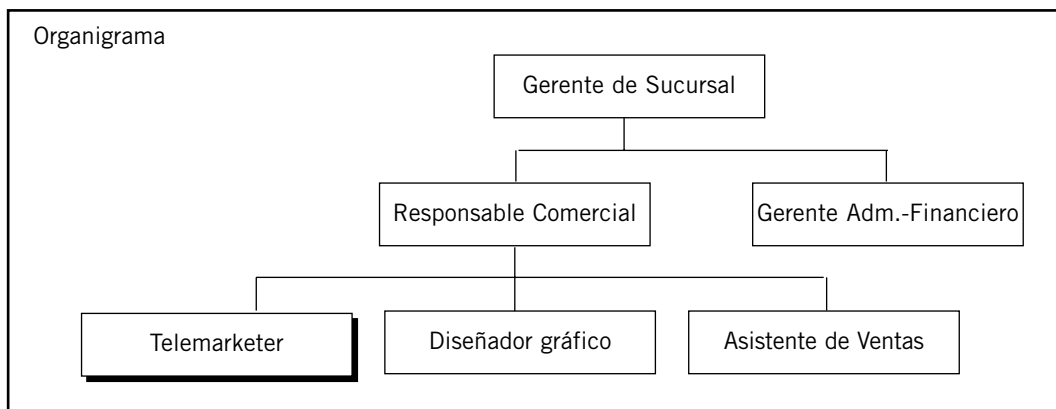 Organigrama
Gerente de Sucursal
Responsable Comercial
Gerente Adm.-Financiero
Telemarketer
Diseñador gráfico
Asistente de Ventas